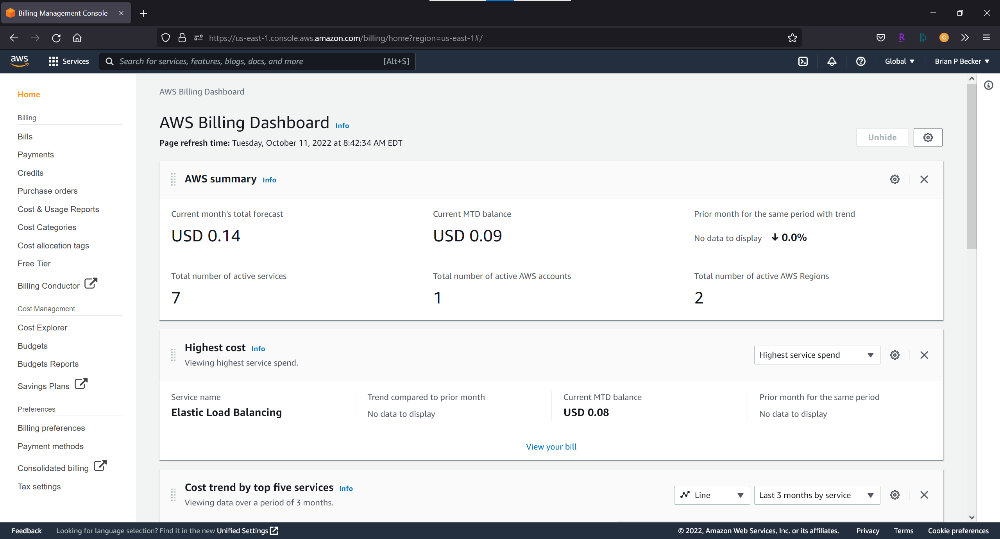 Billing Management Console
https://us-east-1.console.aws.amazon.com/billing/home?region=us-east-1#/
R
C
aws
Services
Search for services, features, blogs, docs, and more
[Alt+S]
Global
Brian P Becker
Home
Billing
Bills
Payments
Credits
Purchase orders
Cost & Usage Reports
Cost Categories
Cost allocation tags
Free Tier
Billing Conductor
Cost Management
Cost Explorer
Budgets
Budgets Reports
Savings Plans
Preferences
Billing preferences
Payment methods
Consolidated billing
Tax settings
AWS Billing Dashboard
AWS Billing Dashboard Info
Page refresh time: Tuesday, October 11, 2022 at 8:42:34 AM EDT
Unhide
AWS summary Info
Current month's total forecast
USD 0.14
Current MTD balance
USD 0.09
Prior month for the same period with trend
No data to display 0.0%
Total number of active services
7
Total number of active AWS accounts
1
Total number of active AWS Regions
2
Highest cost Info
Viewing highest service spend.
Highest service spend
Service name
Elastic Load Balancing
Trend compared to prior month
No data to display
Current MTD balance
USD 0.08
Prior month for the same period
No data to display
View your bill
Cost trend by top five services Info
Viewing data over a period of 3 months.
Line
Last 3 months by service
Feedback
Looking for language selection? Find it in the new Unified Settings
© 2022, Amazon Web Services, Inc. or its affiliates.
Privacy
Terms
Cookie preferences